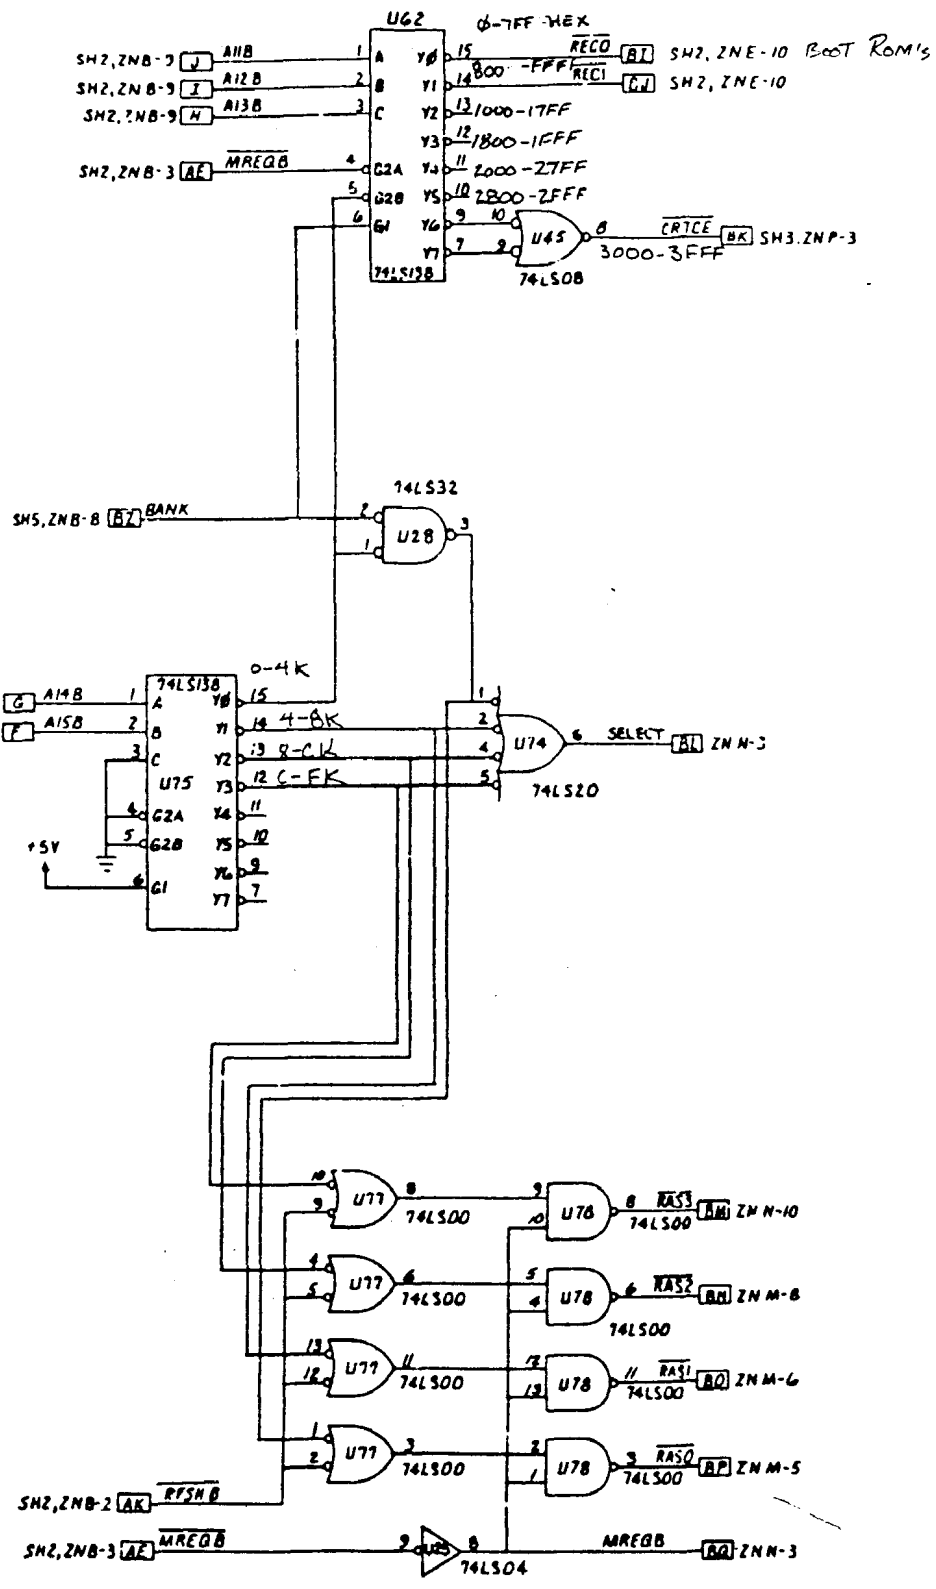 U62 Ø-7FF HEX
SH2, ZNB-9 J A11B 1 A YØ 15 REC0 BI SH2, ZNE-10 BOOT ROM's
800-FFF
SH2, ZNB-9 I A12B 2 B Y1 14 REC1 SH2, ZNE-10
SH2, ZNB-9 H A13B 3 C Y2 13 1000-17FF
Y3 12 1800-1FFF
SH2, ZNB-3 AE MREQB 4 G2A Y4 11 2000-27FF
5 G2B Y5 10 2800-2FFF
6 G1 Y6 9 10 U45 8 CRTCE BK SH3. ZNP-3
Y7 7 9 3000-3FFF
74LS138 74LS08
74LS32
SH5, ZNB-8 BZ BANK 2 U28 3
1
74LS138 0-4K
G A14B 1 A YØ 15 1
F A15B 2 B Y1 14 4-8K 2
3 C Y2 13 8-CK 4 U74 6 SELECT BL ZNN-3
U75 Y3 12 C-FK 5 74LS20
4 G2A Y4 11
+5V 5 G2B Y5 10
Y6 9
6 G1 Y7 7
10 U77 8 9 U78 8 RAS3 ZNN-10
9 74LS00 10 74LS00
4 U77 6 5 U78 6 RAS2 ZNM-8
5 74LS00 4 74LS00
13 U77 11 12 U78 11 RAS1 BO ZNM-6
12 74LS00 13 74LS00
1 U77 3 2 U78 3 RAS0 BP ZNM-5
2 74LS00 1 74LS00
SH2, ZNB-2 AK RFSHB
SH2, ZNB-3 AE MREQB 9 8 MREQB BQ ZNN-3
74LS04